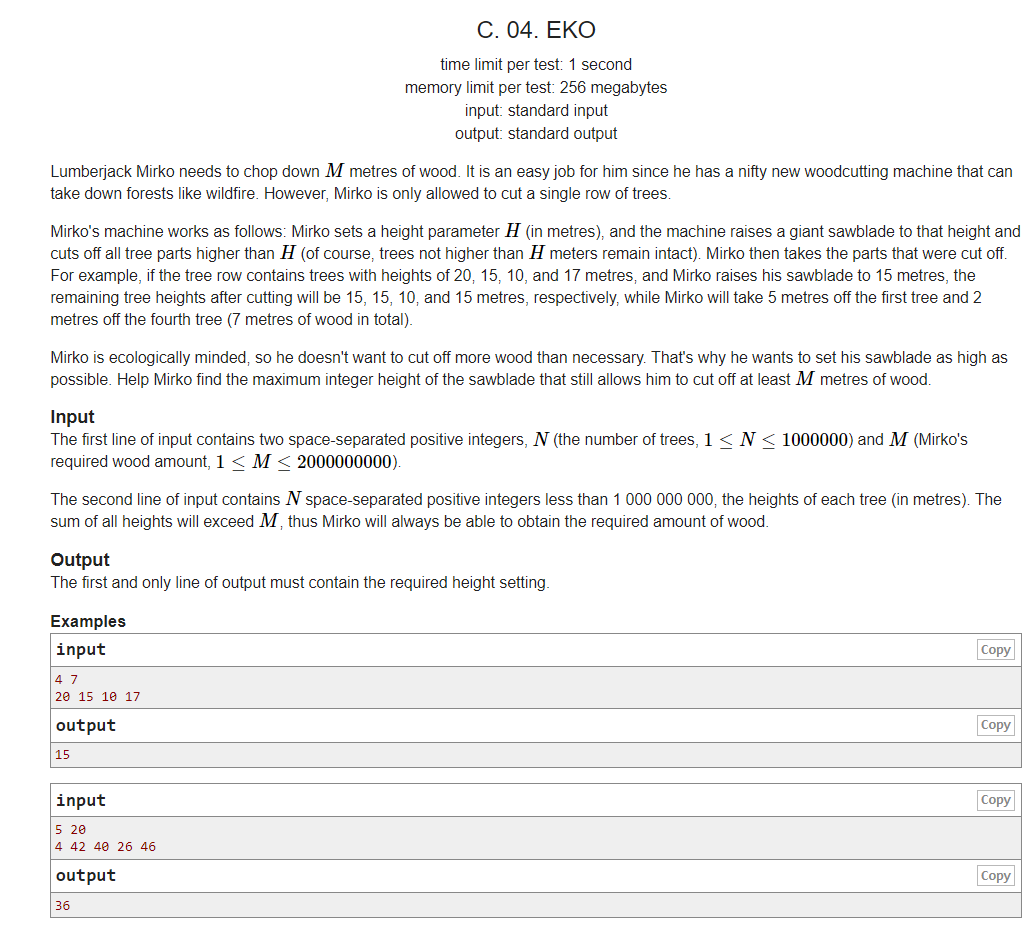 C. 04. EKO
time limit per test: 1 second
memory limit per test: 256 megabytes
input: standard input
output: standard output
Lumberjack Mirko needs to chop down M metres of wood. It is an easy job for him since he has a nifty new woodcutting machine that can
take down forests like wildfire. However, Mirko is only allowed to cut a single row of trees.
Mirko's machine works as follows: Mirko sets a height parameter H (in metres), and the machine raises a giant sawblade to that height and
cuts off all tree parts higher than H (of course, trees not higher than H meters remain intact). Mirko then takes the parts that were cut off.
For example, if the tree row contains trees with heights of 20, 15, 10, and 17 metres, and Mirko raises his sawblade to 15 metres, the
remaining tree heights after cutting will be 15, 15, 10, and 15 metres, respectively, while Mirko will take 5 metres off the first tree and 2
metres off the fourth tree (7 metres of wood in total).
Mirko is ecologically minded, so he doesn't want to cut off more wood than necessary. That's why he wants to set his sawblade as high as
possible. Help Mirko find the maximum integer height of the sawblade that still allows him to cut off at least M metres of wood.
Input
The first line of input contains two space-separated positive integers, N (the number of trees, 1 ≤ N ≤ 1000000) and M (Mirko's
required wood amount, 1 ≤ M ≤ 2000000000).
The second line of input contains N space-separated positive integers less than 1 000 000 000, the heights of each tree (in metres). The
sum of all heights will exceed M, thus Mirko will always be able to obtain the required amount of wood.
Output
The first and only line of output must contain the required height setting.
Examples
input Copy
4 7
20 15 10 17
output Copy
15
input Copy
5 20
4 42 40 26 46
output Copy
36